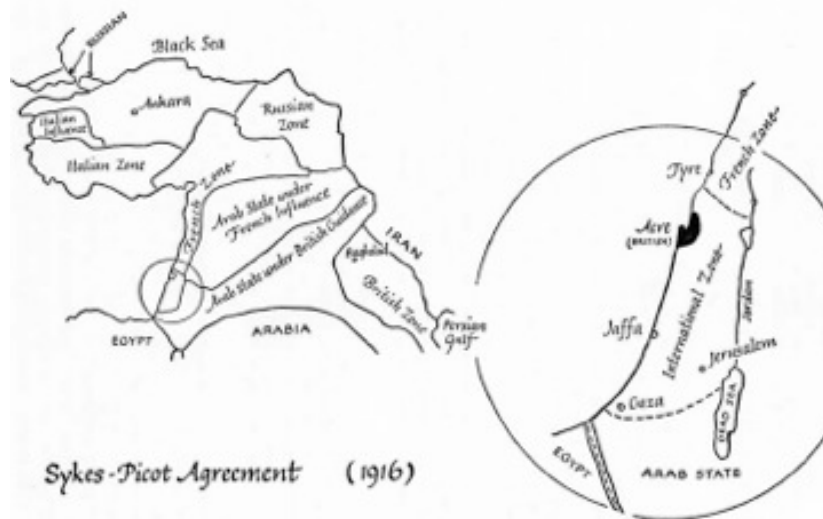 RUSSIAN
Black Sea
Ankara
Italian
Influence
Russian
Zone
Italian Zone
French Zone
Arab State under
French Influence
Arab State under British Guidance
IRAN
Baghdad
British Zone
Persian
Gulf
EGYPT
ARABIA
Sykes-Picot Agreement (1916)
Tyre
French Zone
Acre
(BRITISH)
International Zone
Jordan
Jaffa
Jerusalem
Gaza
DEAD SEA
EGYPT
ARAB STATE